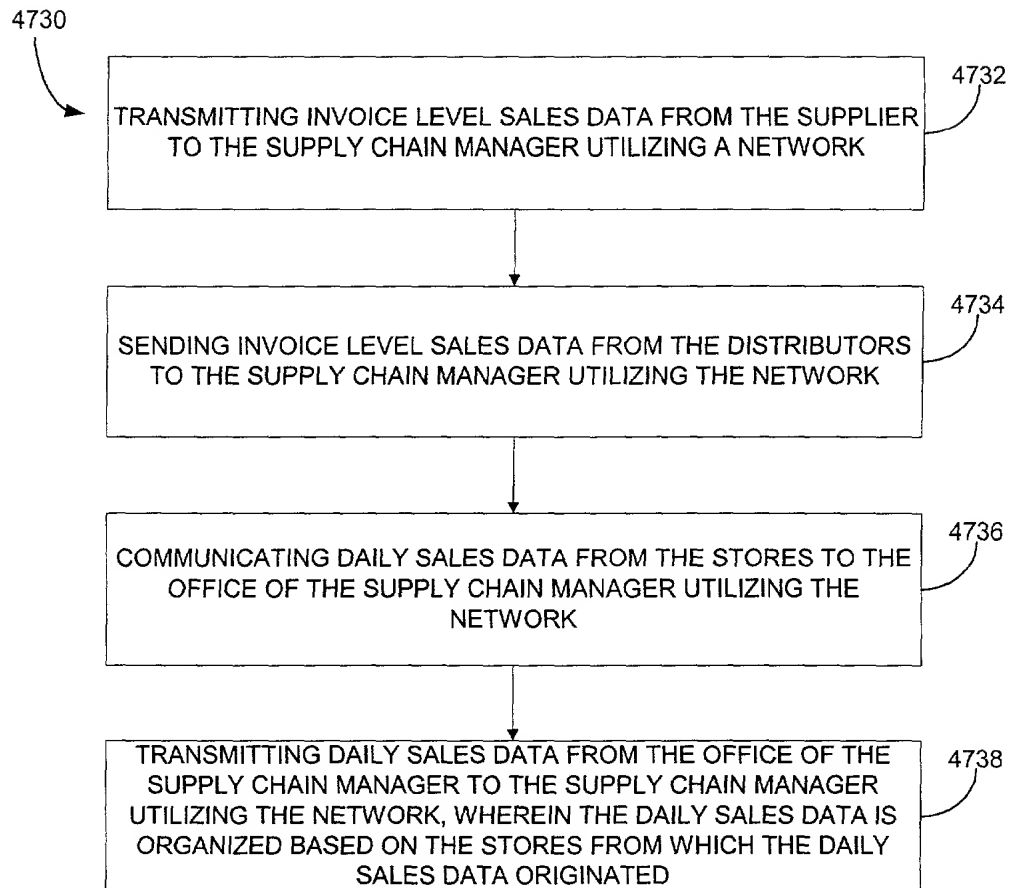 4730
4732
TRANSMITTING INVOICE LEVEL SALES DATA FROM THE SUPPLIER
TO THE SUPPLY CHAIN MANAGER UTILIZING A NETWORK
4734
SENDING INVOICE LEVEL SALES DATA FROM THE DISTRIBUTORS
TO THE SUPPLY CHAIN MANAGER UTILIZING THE NETWORK
4736
COMMUNICATING DAILY SALES DATA FROM THE STORES TO THE
OFFICE OF THE SUPPLY CHAIN MANAGER UTILIZING THE
NETWORK
4738
TRANSMITTING DAILY SALES DATA FROM THE OFFICE OF THE
SUPPLY CHAIN MANAGER TO THE SUPPLY CHAIN MANAGER
UTILIZING THE NETWORK, WHEREIN THE DAILY SALES DATA IS
ORGANIZED BASED ON THE STORES FROM WHICH THE DAILY
SALES DATA ORIGINATED